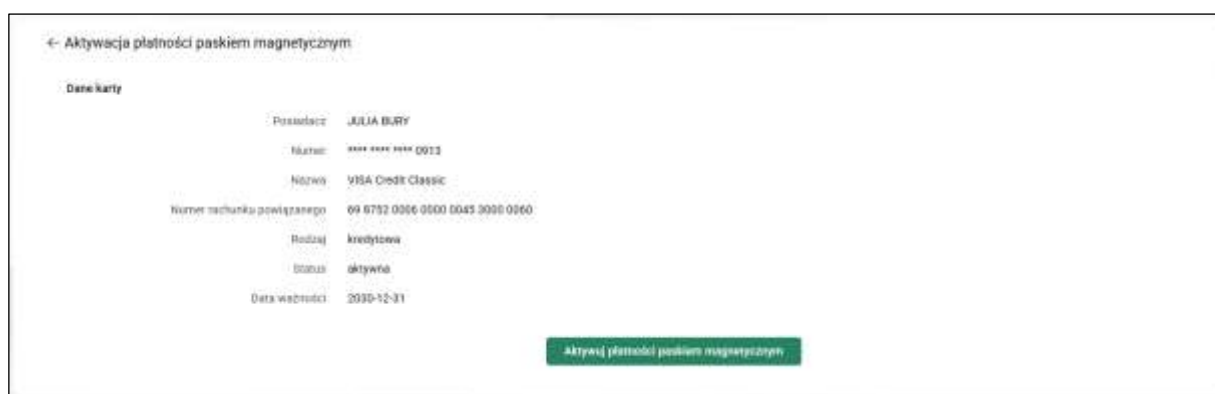 ← Aktywacja płatności paskiem magnetycznym
Dane karty
Posiadacz JULIA BURY
Numer **** **** **** 0913
Nazwa VISA Credit Classic
Numer rachunku powiązanego 69 8752 0006 0000 0045 3000 0060
Rodzaj kredytowa
Status aktywna
Data ważności 2030-12-31
Aktywuj płatności paskiem magnetycznym